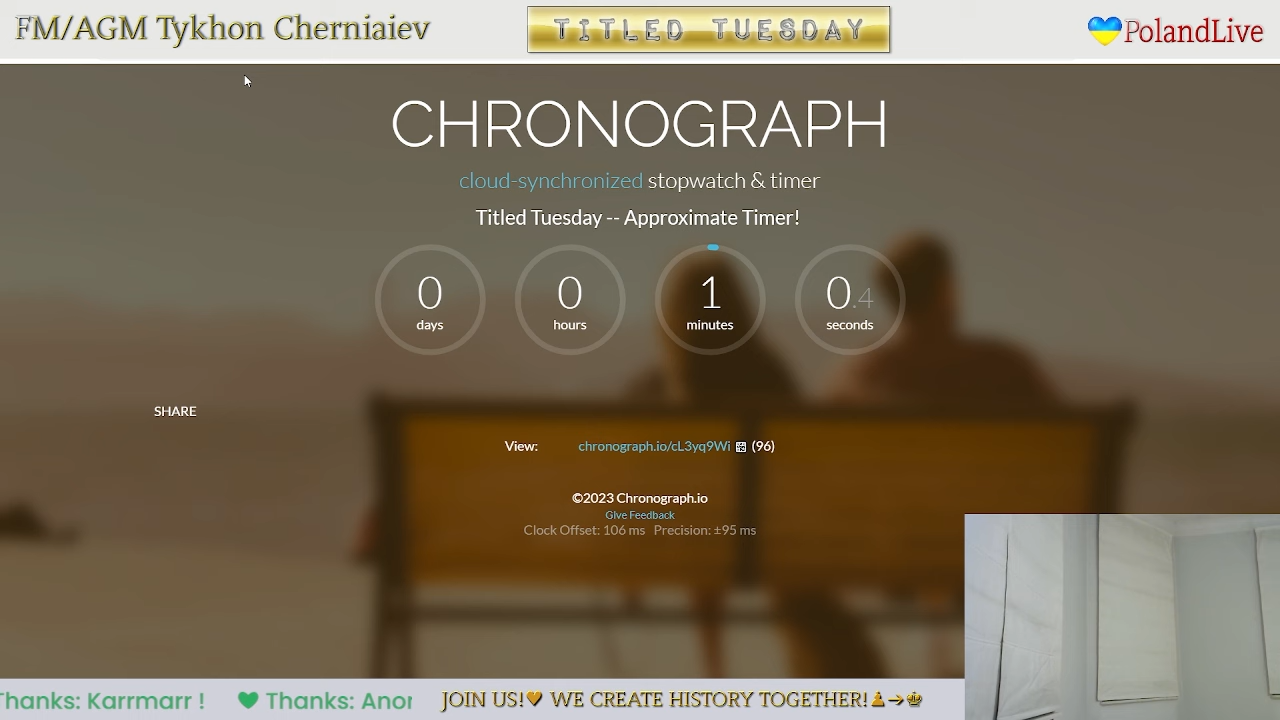 FM/AGM Tykhon Cherniaiev
TITLED TUESDAY
PolandLive
CHRONOGRAPH
cloud-synchronized stopwatch & timer
Titled Tuesday -- Approximate Timer!
0 0 1 0.4
days hours minutes seconds
SHARE
View: chronograph.io/cL3yq9Wi (96)
©2023 Chronograph.io
Give Feedback
Clock Offset: 106 ms Precision: ±95 ms
Thanks: Karrmarr ! Thanks: Anor
JOIN US! WE CREATE HISTORY TOGETHER!